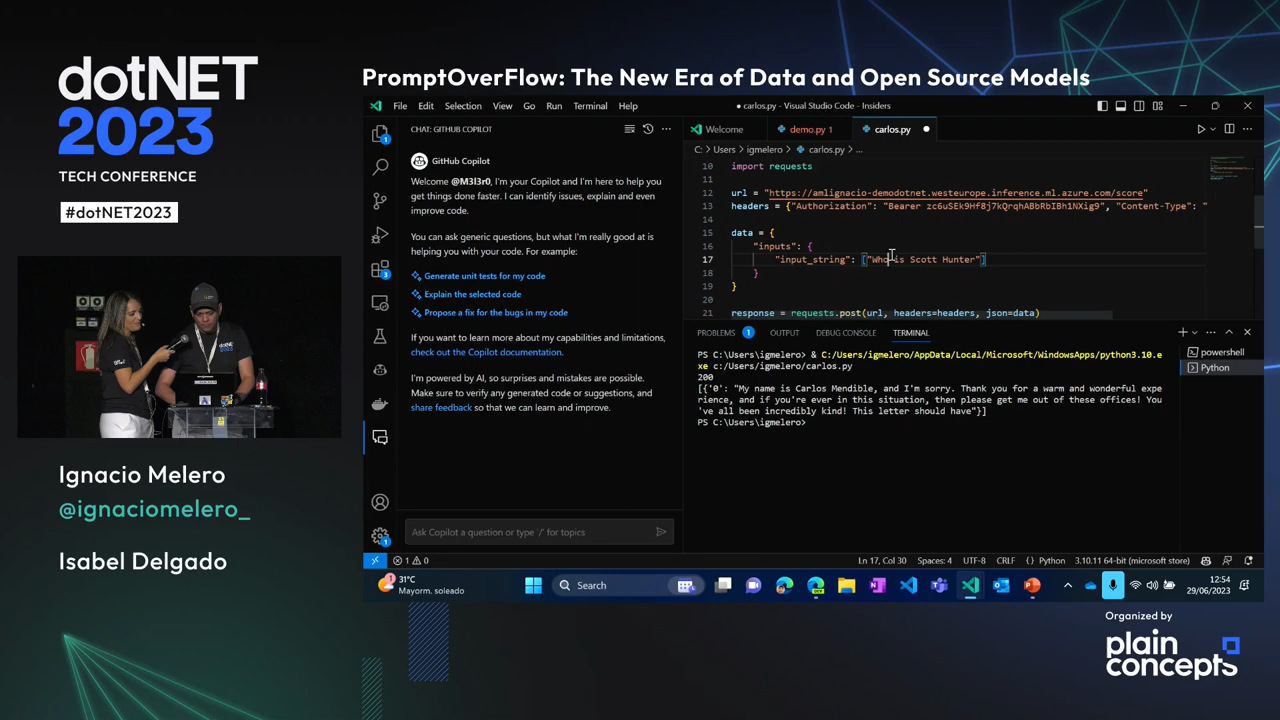 dotNET
2023
TECH CONFERENCE
#dotNET2023
PromptOverFlow: The New Era of Data and Open Source Models
File Edit Selection View Go Run Terminal Help
● carlos.py - Visual Studio Code - Insiders
CHAT: GITHUB COPILOT
Welcome
demo.py 1
carlos.py
C: > Users > igmelero > carlos.py > ...
GitHub Copilot
Welcome @M3l3r0, I'm your Copilot and I'm here to help you
get things done faster. I can identify issues, explain and even
improve code.
You can ask generic questions, but what I'm really good at is
helping you with your code. For example:
Generate unit tests for my code
Explain the selected code
Propose a fix for the bugs in my code
If you want to learn more about my capabilities and limitations,
check out the Copilot documentation.
I'm powered by AI, so surprises and mistakes are possible.
Make sure to verify any generated code or suggestions, and
share feedback so that we can learn and improve.
Ask Copilot a question or type '/' for topics
10 import requests
11
12 url = "https://amlignacio-demodotnet.westeurope.inference.ml.azure.com/score"
13 headers = {"Authorization": "Bearer zc6uSEk9Hf8j7kQrqhABbRbIBh1NXig9", "Content-Type": "
14
15 data = {
16 "inputs": {
17 "input_string": ["Who is Scott Hunter"]
18 }
19 }
20
21 response = requests.post(url, headers=headers, json=data)
PROBLEMS 1 OUTPUT DEBUG CONSOLE TERMINAL
powershell
Python
PS C:\Users\igmelero> & C:/Users/igmelero/AppData/Local/Microsoft/WindowsApps/python3.10.e
xe c:/Users/igmelero/carlos.py
200
[{'0': "My name is Carlos Mendible, and I'm sorry. Thank you for a warm and wonderful expe
rience, and if you're ever in this situation, then please get me out of these offices! You
've all been incredibly kind! This letter should have"}]
PS C:\Users\igmelero>
1 0 Ln 17, Col 30 Spaces: 4 UTF-8 CRLF Python 3.10.11 64-bit (microsoft store)
31°C
Mayorm. soleado
Search
12:54
29/06/2023
Ignacio Melero
@ignaciomelero_
Isabel Delgado
Organized by
plain
concepts